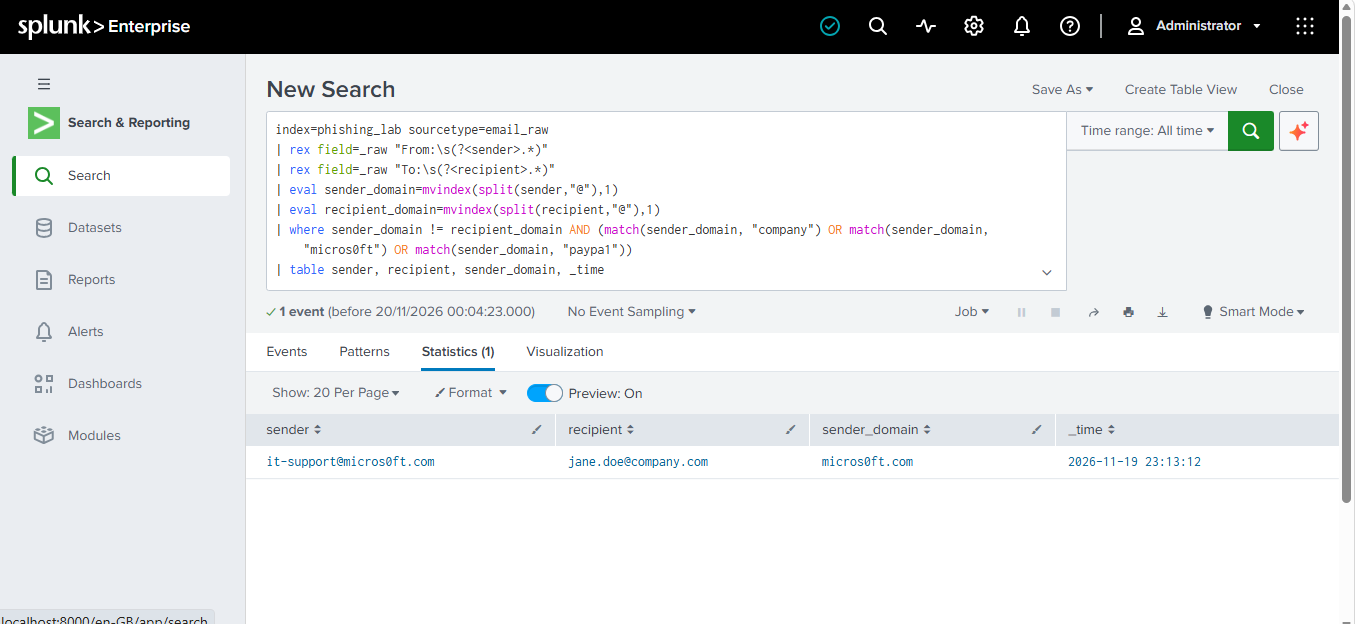 splunk>Enterprise
Administrator
Search & Reporting
Search
Datasets
Reports
Alerts
Dashboards
Modules
New Search
Save As
Create Table View
Close
index=phishing_lab sourcetype=email_raw
| rex field=_raw "From:\s(?<sender>.*)"
| rex field=_raw "To:\s(?<recipient>.*)"
| eval sender_domain=mvindex(split(sender,"@"),1)
| eval recipient_domain=mvindex(split(recipient,"@"),1)
| where sender_domain != recipient_domain AND (match(sender_domain, "company") OR match(sender_domain,
"micros0ft") OR match(sender_domain, "paypa1"))
| table sender, recipient, sender_domain, _time
Time range: All time
1 event (before 20/11/2026 00:04:23.000)
No Event Sampling
Job
Smart Mode
Events
Patterns
Statistics (1)
Visualization
Show: 20 Per Page
Format
Preview: On
sender
recipient
sender_domain
_time
it-support@micros0ft.com
jane.doe@company.com
micros0ft.com
2026-11-19 23:13:12
localhost:8000/en-GB/app/search